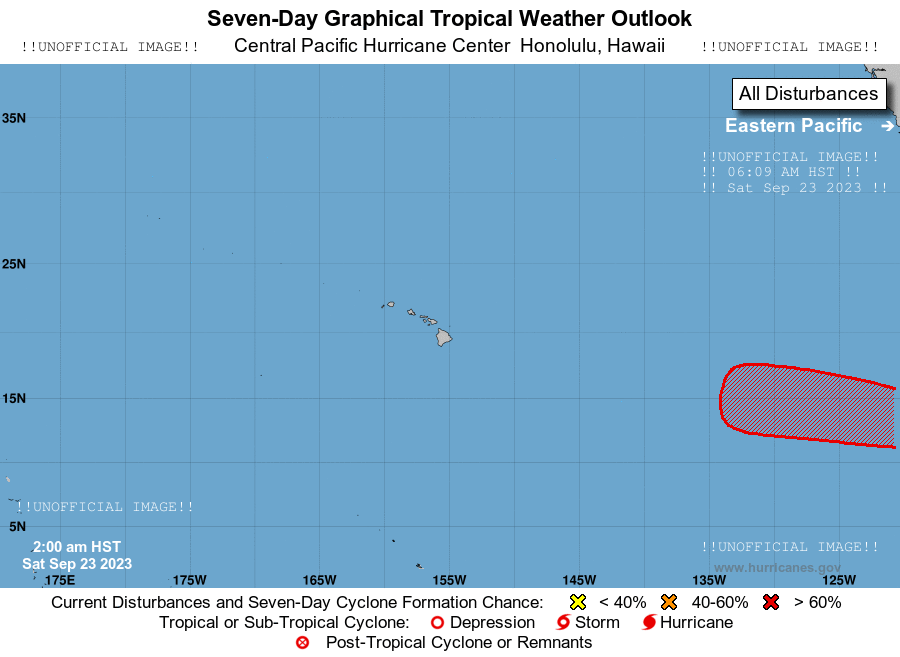 Seven-Day Graphical Tropical Weather Outlook
!!UNOFFICIAL IMAGE!! Central Pacific Hurricane Center Honolulu, Hawaii !!UNOFFICIAL IMAGE!!
All Disturbances
35N
Eastern Pacific ➔
!!UNOFFICIAL IMAGE!!
!! 06:09 AM HST !!
!! Sat Sep 23 2023 !!
25N
15N
!!UNOFFICIAL IMAGE!!
5N
2:00 am HST
Sat Sep 23 2023
!!UNOFFICIAL IMAGE!!
www.hurricanes.gov
175E 175W 165W 155W 145W 135W 125W
Current Disturbances and Seven-Day Cyclone Formation Chance: < 40% 40-60% > 60%
Tropical or Sub-Tropical Cyclone: Depression Storm Hurricane
Post-Tropical Cyclone or Remnants